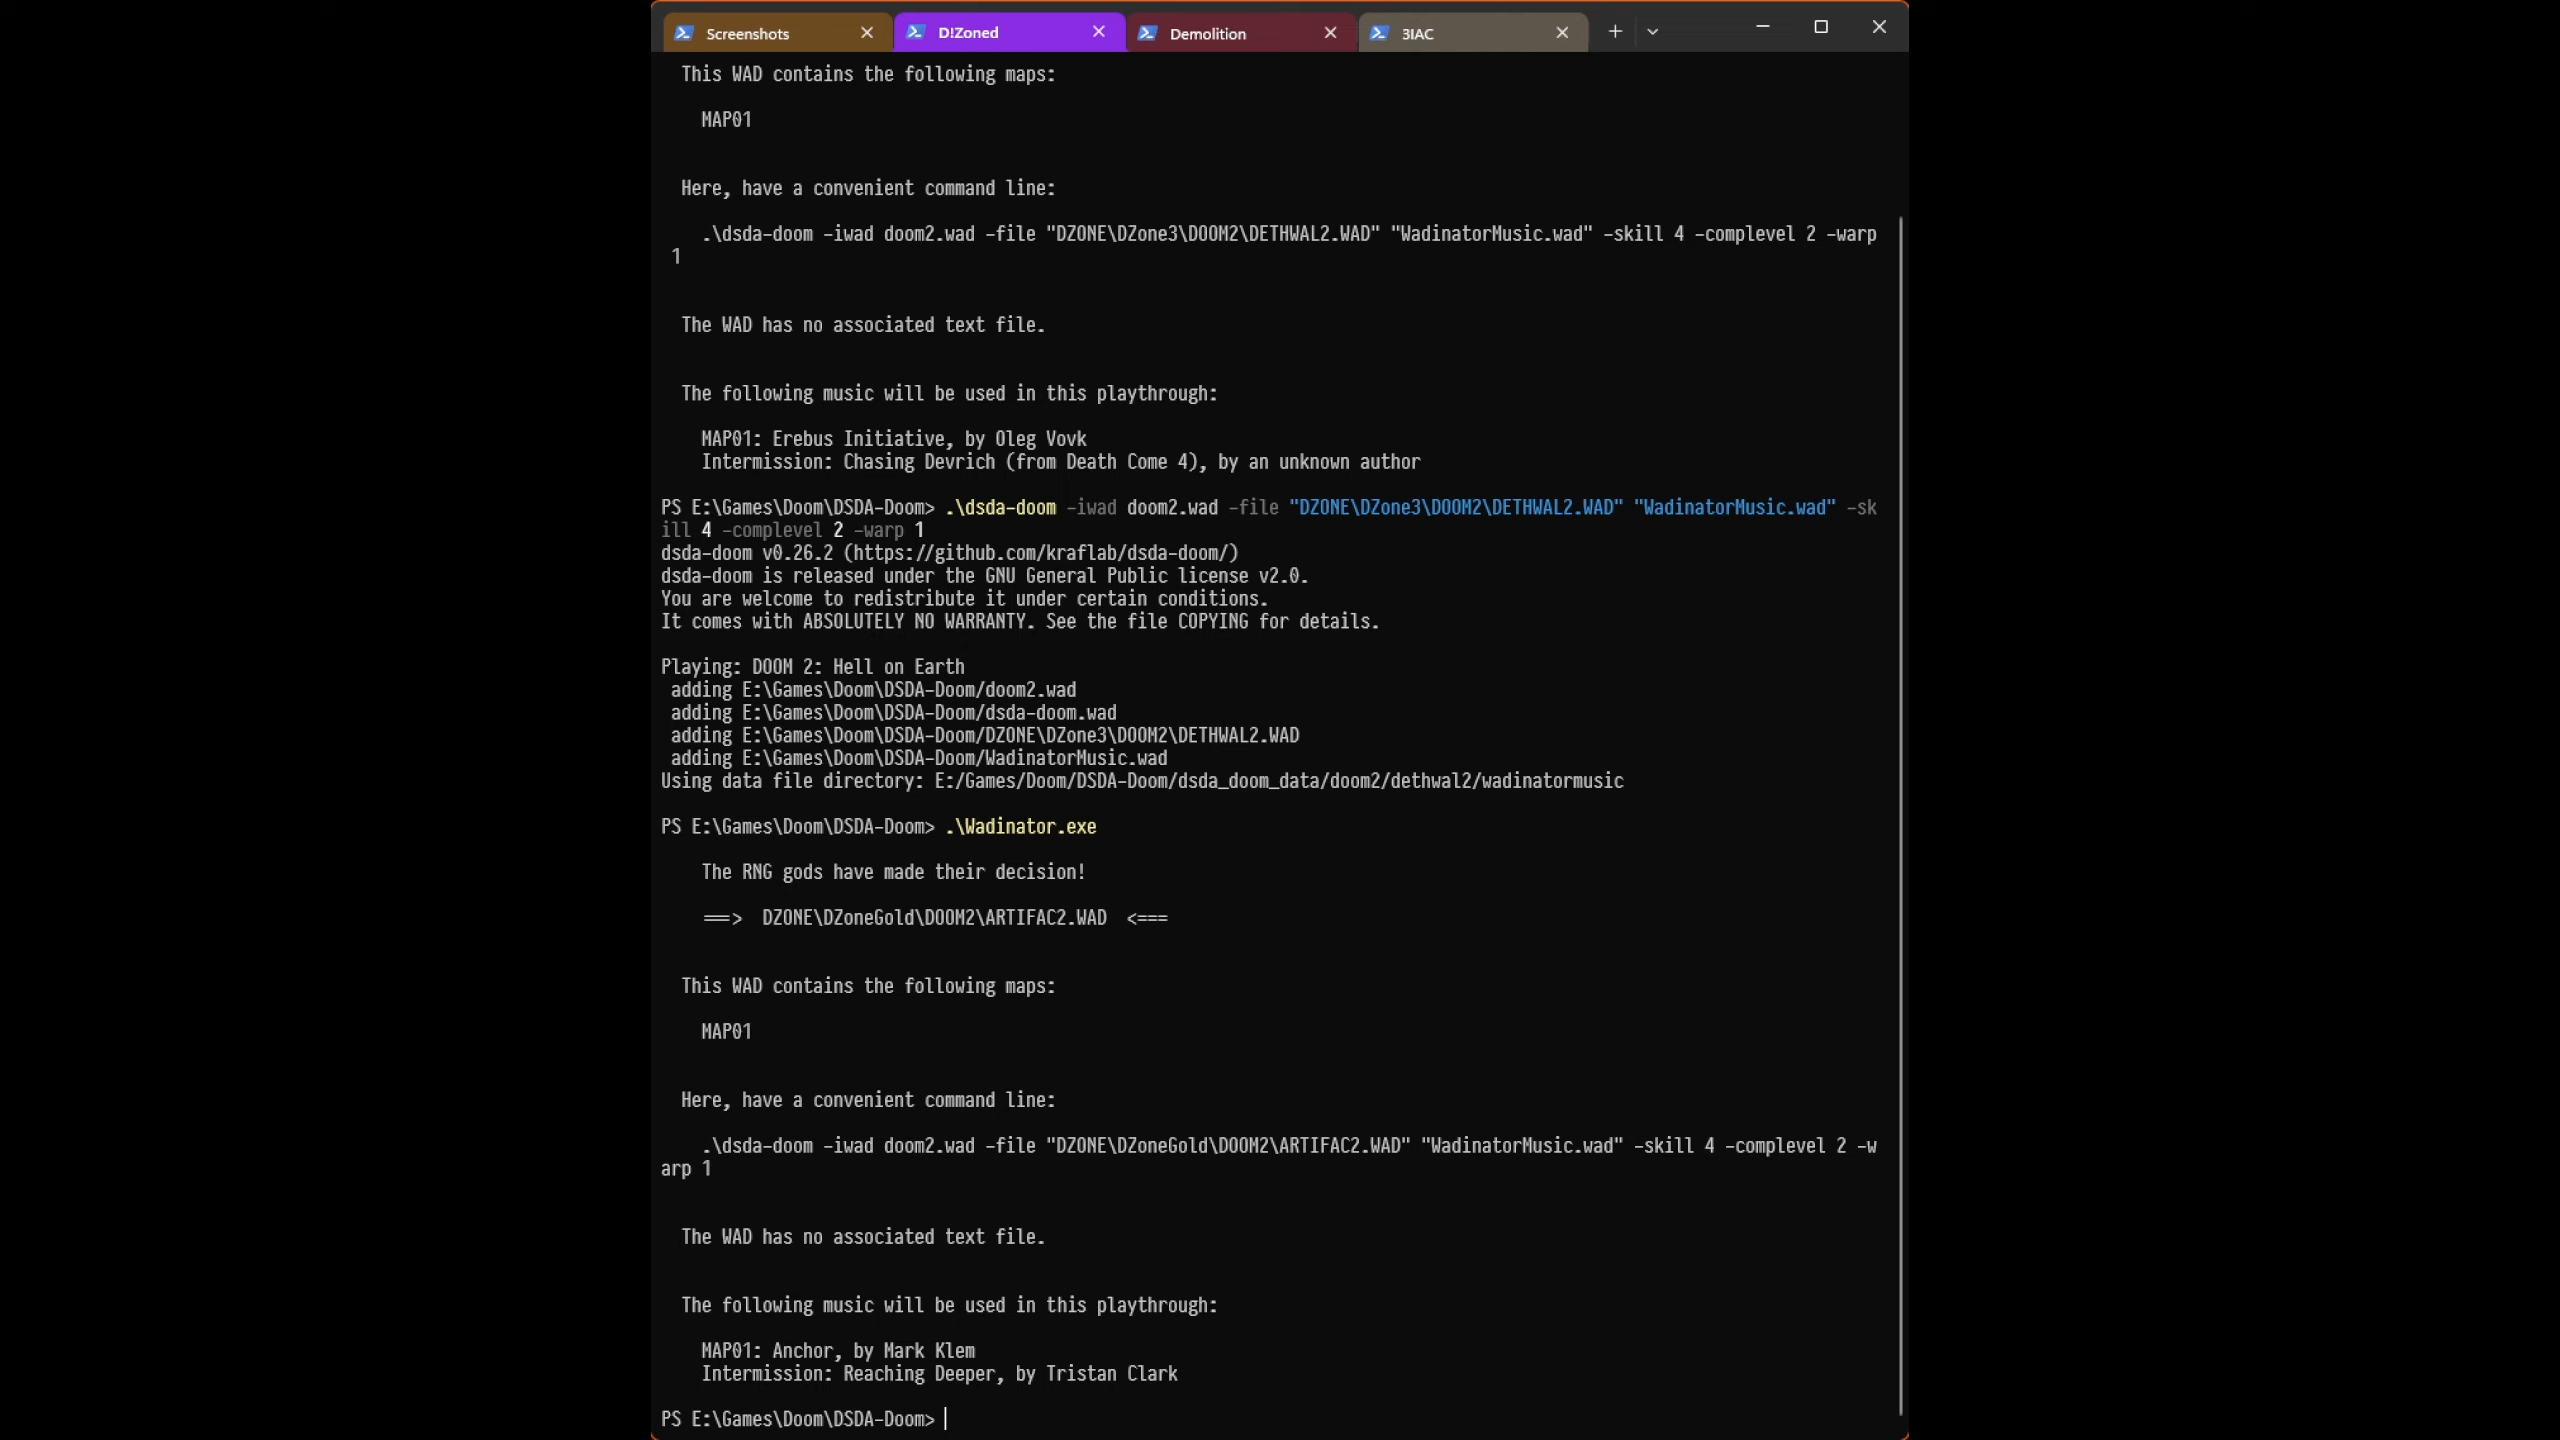 Screenshots
D!Zoned
Demolition
3IAC
This WAD contains the following maps:
MAP01
Here, have a convenient command line:
.\dsda-doom -iwad doom2.wad -file "DZONE\DZone3\DOOM2\DETHWAL2.WAD" "WadinatorMusic.wad" -skill 4 -complevel 2 -warp
1
The WAD has no associated text file.
The following music will be used in this playthrough:
MAP01: Erebus Initiative, by Oleg Vovk
Intermission: Chasing Devrich (from Death Come 4), by an unknown author
PS E:\Games\Doom\DSDA-Doom> .\dsda-doom -iwad doom2.wad -file "DZONE\DZone3\DOOM2\DETHWAL2.WAD" "WadinatorMusic.wad" -sk
ill 4 -complevel 2 -warp 1
dsda-doom v0.26.2 (https://github.com/kraflab/dsda-doom/)
dsda-doom is released under the GNU General Public license v2.0.
You are welcome to redistribute it under certain conditions.
It comes with ABSOLUTELY NO WARRANTY. See the file COPYING for details.
Playing: DOOM 2: Hell on Earth
adding E:\Games\Doom\DSDA-Doom/doom2.wad
adding E:\Games\Doom\DSDA-Doom/dsda-doom.wad
adding E:\Games\Doom\DSDA-Doom/DZONE\DZone3\DOOM2\DETHWAL2.WAD
adding E:\Games\Doom\DSDA-Doom/WadinatorMusic.wad
Using data file directory: E:/Games/Doom/DSDA-Doom/dsda_doom_data/doom2/dethwal2/wadinatormusic
PS E:\Games\Doom\DSDA-Doom> .\Wadinator.exe
The RNG gods have made their decision!
===> DZONE\DZoneGold\DOOM2\ARTIFAC2.WAD <===
This WAD contains the following maps:
MAP01
Here, have a convenient command line:
.\dsda-doom -iwad doom2.wad -file "DZONE\DZoneGold\DOOM2\ARTIFAC2.WAD" "WadinatorMusic.wad" -skill 4 -complevel 2 -w
arp 1
The WAD has no associated text file.
The following music will be used in this playthrough:
MAP01: Anchor, by Mark Klem
Intermission: Reaching Deeper, by Tristan Clark
PS E:\Games\Doom\DSDA-Doom>